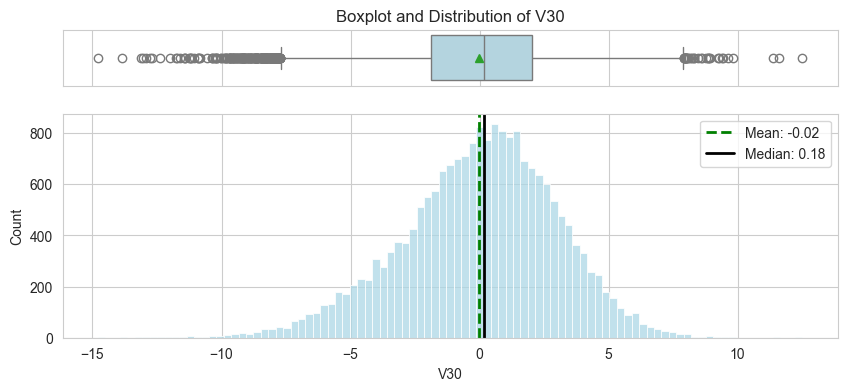 Boxplot and Distribution of V30
Mean: -0.02
Median: 0.18
Count
800
600
400
200
0
−15
−10
−5
0
5
10
V30